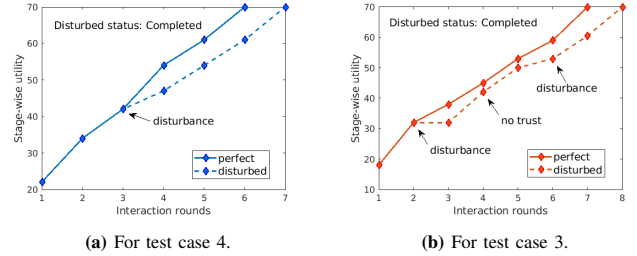 Disturbed status: Completed
Stage-wise utility
70
60
50
40
30
20
disturbance
perfect
disturbed
1 2 3 4 5 6 7
Interaction rounds
(a) For test case 4.
Disturbed status: Completed
Stage-wise utility
70
60
50
40
30
20
10
disturbance
no trust
disturbance
perfect
disturbed
1 2 3 4 5 6 7 8
Interaction rounds
(b) For test case 3.